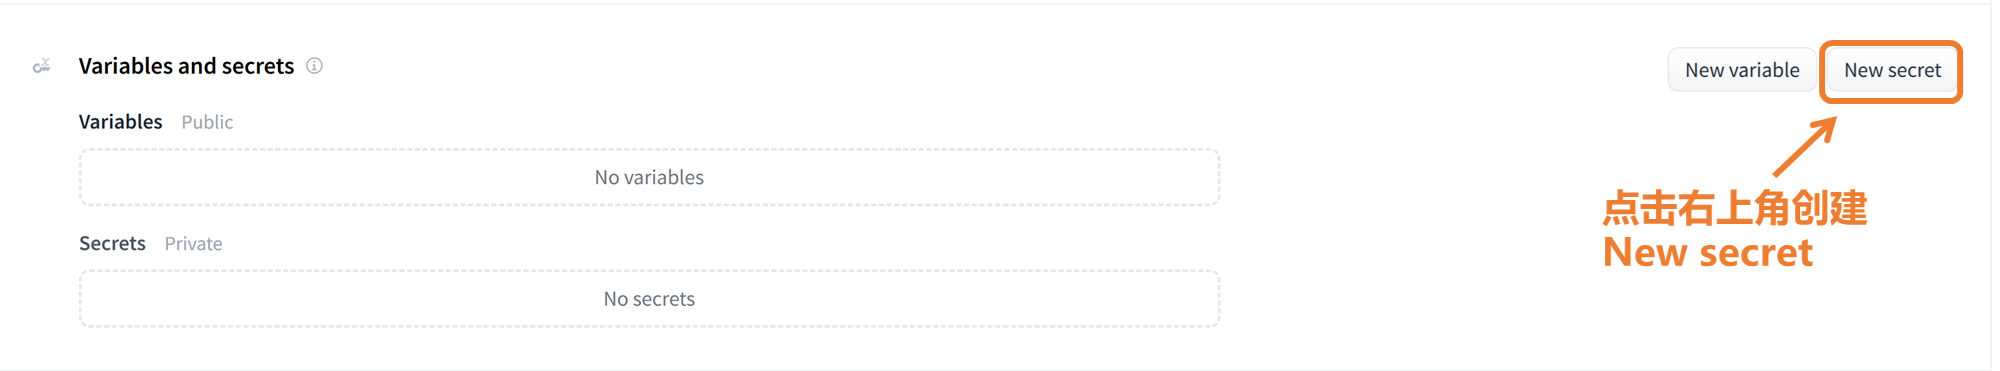 Variables and secrets
New variable
New secret
Variables Public
No variables
点击右上角创建
New secret
Secrets Private
No secrets